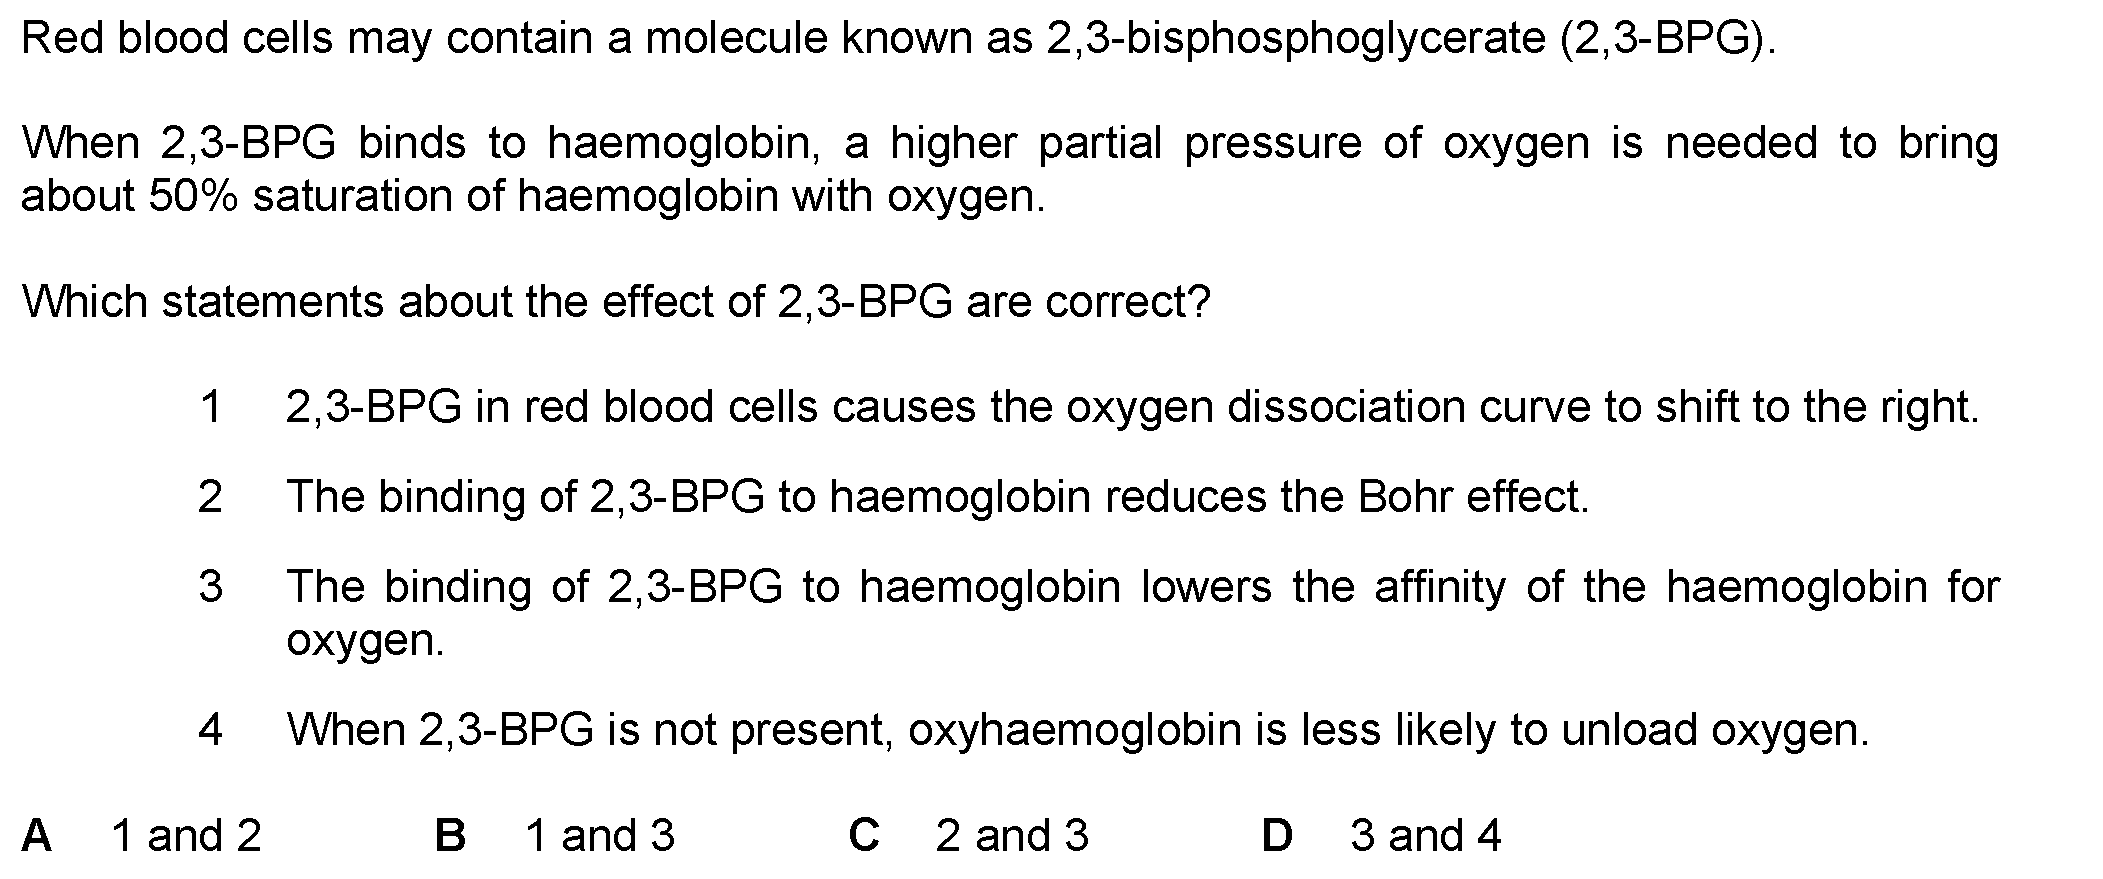 Red blood cells may contain a molecule known as 2,3-bisphosphoglycerate (2,3-BPG).
When 2,3-BPG binds to haemoglobin, a higher partial pressure of oxygen is needed to bring
about 50% saturation of haemoglobin with oxygen.
Which statements about the effect of 2,3-BPG are correct?
1 2,3-BPG in red blood cells causes the oxygen dissociation curve to shift to the right.
2 The binding of 2,3-BPG to haemoglobin reduces the Bohr effect.
3 The binding of 2,3-BPG to haemoglobin lowers the affinity of the haemoglobin for
oxygen.
4 When 2,3-BPG is not present, oxyhaemoglobin is less likely to unload oxygen.
A 1 and 2 B 1 and 3 C 2 and 3 D 3 and 4